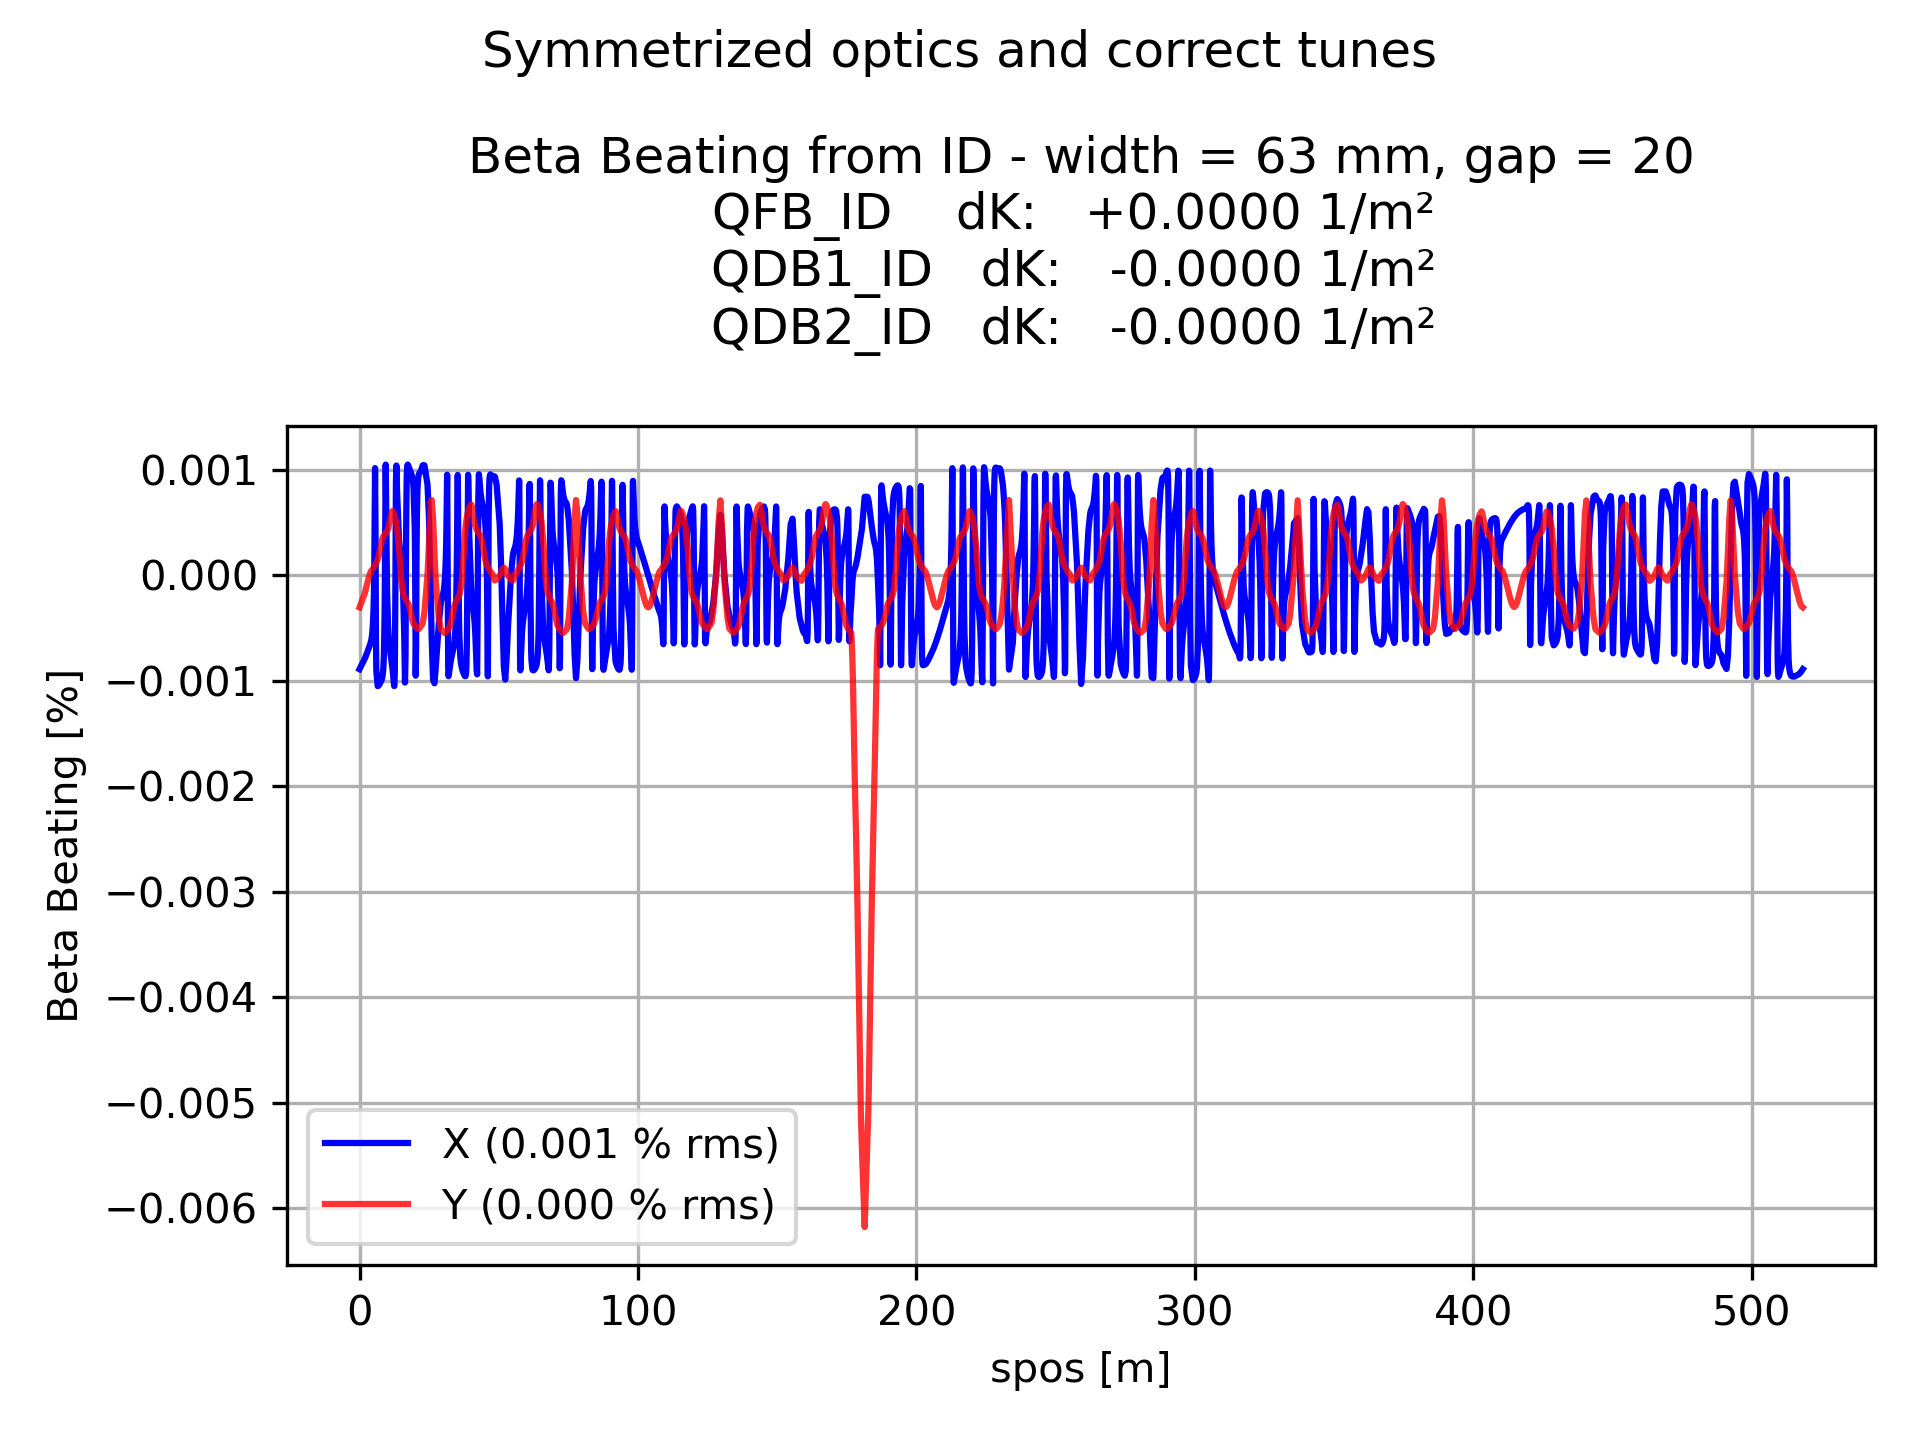 Symmetrized optics and correct tunes
Beta Beating from ID - width = 63 mm, gap = 20
QFB_ID dK: +0.0000 1/m²
QDB1_ID dK: -0.0000 1/m²
QDB2_ID dK: -0.0000 1/m²
Beta Beating [%]
0.001
0.000
−0.001
−0.002
−0.003
−0.004
−0.005
−0.006
X (0.001 % rms)
Y (0.000 % rms)
0 100 200 300 400 500
spos [m]